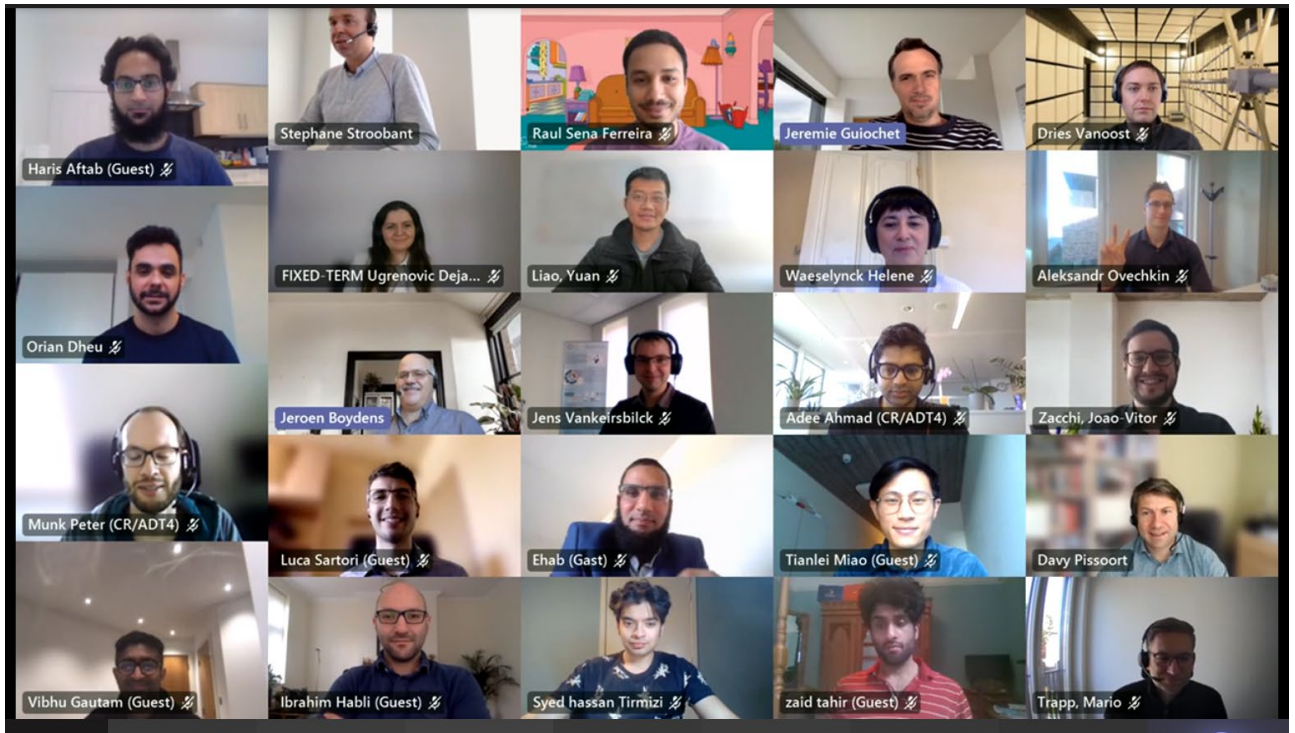 Stephane Stroobant
Raul Sena Ferreira
Jeremie Guiochet
Dries Vanoost
Haris Aftab (Guest)
FIXED-TERM Ugrenovic Deja...
Liao, Yuan
Waeselynck Helene
Aleksandr Ovechkin
Orian Dheu
Jeroen Boydens
Jens Vankeirsbilck
Adee Ahmad (CR/ADT4)
Zacchi, Joao-Vitor
Munk Peter (CR/ADT4)
Luca Sartori (Guest)
Ehab (Gast)
Tianlei Miao (Guest)
Davy Pissoort
Vibhu Gautam (Guest)
Ibrahim Habli (Guest)
Syed hassan Tirmizi
zaid tahir (Guest)
Trapp, Mario